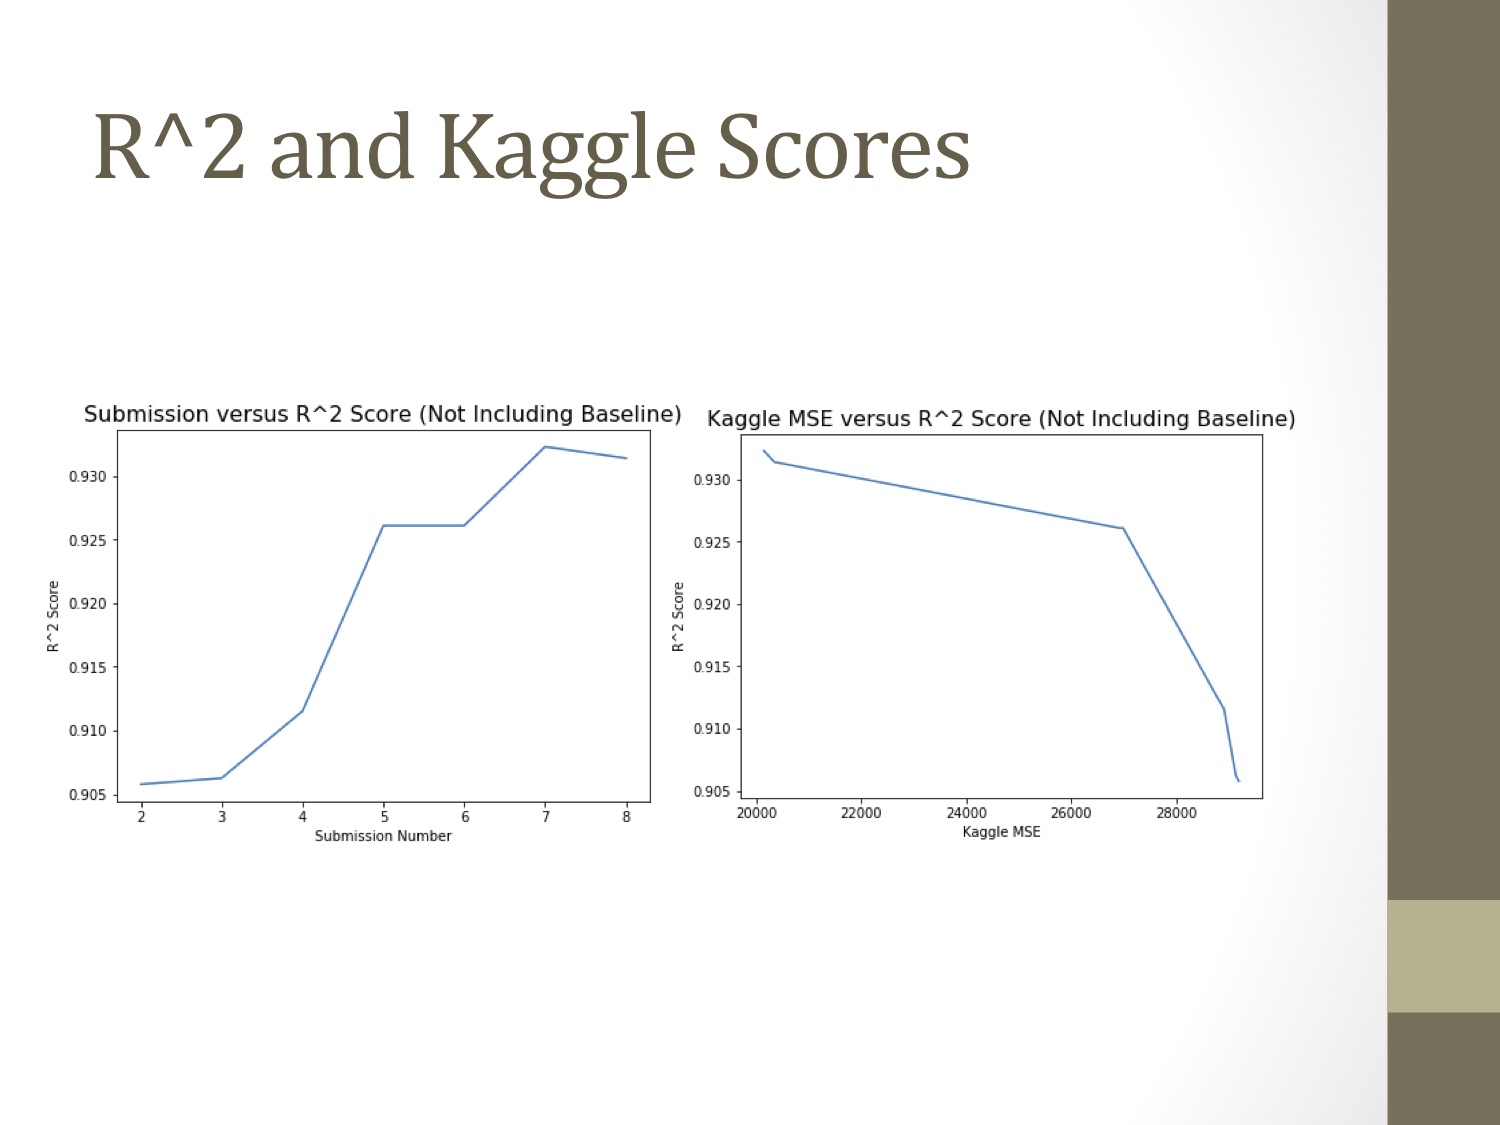 R^2 and Kaggle Scores
Submission versus R^2 Score (Not Including Baseline)
0.930
0.925
0.920
0.915
0.910
0.905
R^2 Score
2 3 4 5 6 7 8
Submission Number
Kaggle MSE versus R^2 Score (Not Including Baseline)
0.930
0.925
0.920
0.915
0.910
0.905
R^2 Score
20000 22000 24000 26000 28000
Kaggle MSE